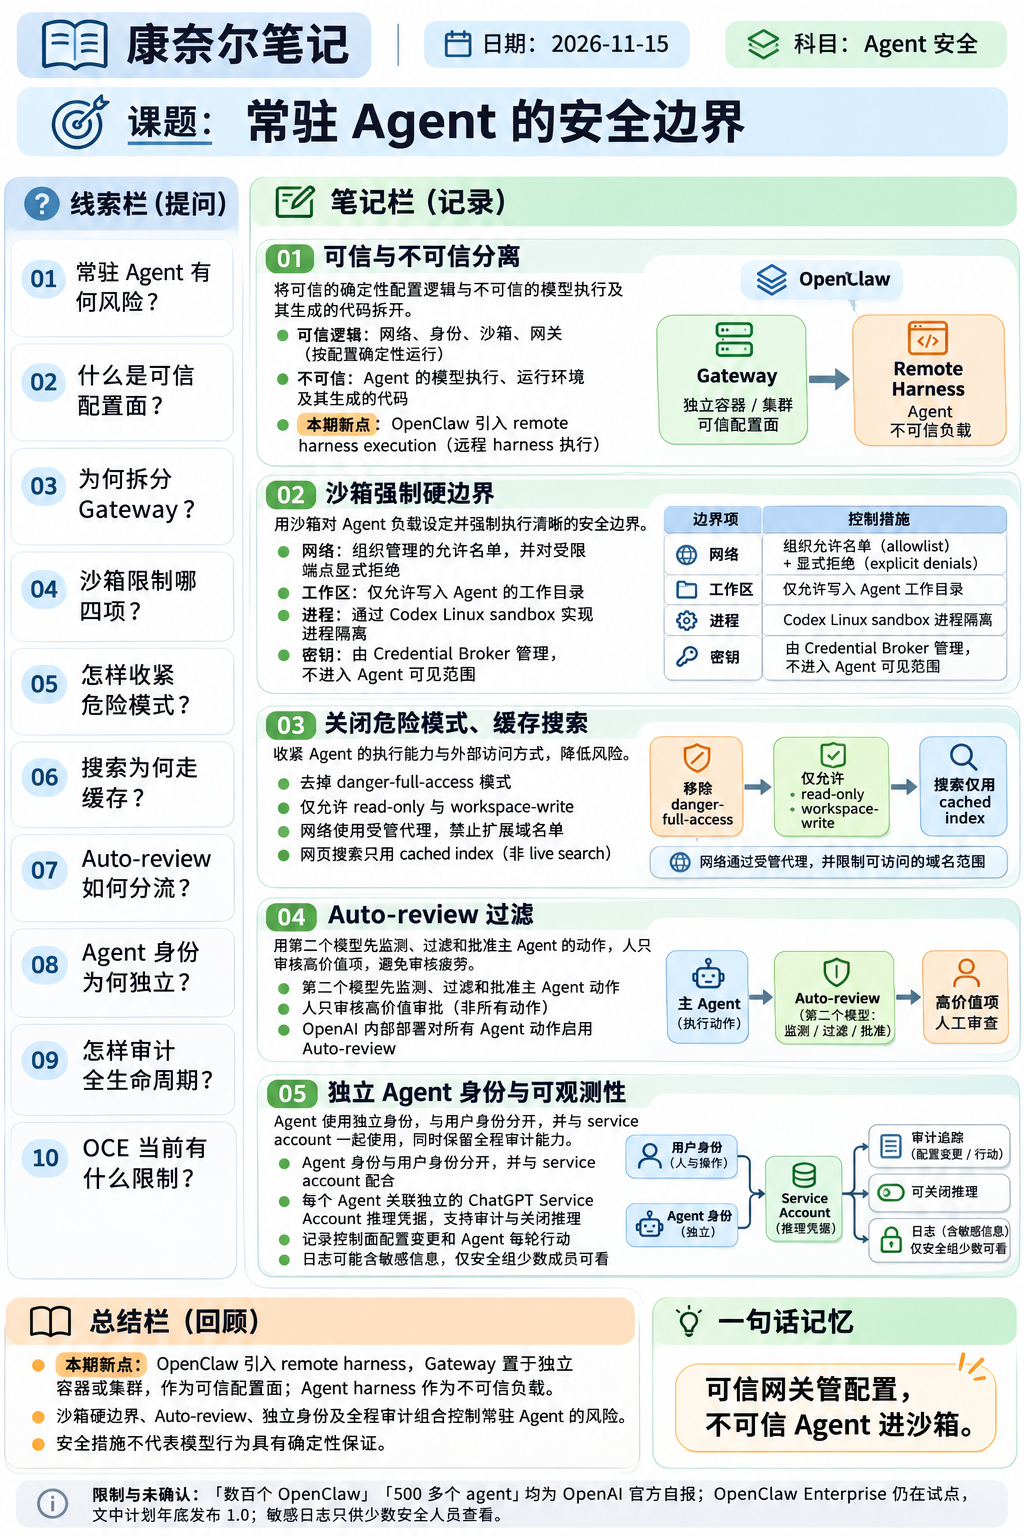 康奈尔笔记
日期：2026-11-15
科目：Agent 安全
课题：常驻 Agent 的安全边界
线索栏（提问）
01 常驻 Agent 有
何风险？
02 什么是可信
配置面？
03 为何拆分
Gateway？
04 沙箱限制哪
四项？
05 怎样收紧
危险模式？
06 搜索为何走
缓存？
07 Auto-review
如何分流？
08 Agent 身份
为何独立？
09 怎样审计
全生命周期？
10 OCE 当前有
什么限制？
笔记栏（记录）
01 可信与不可信分离
将可信的确定性配置逻辑与不可信的模型执行及
其生成的代码拆开。
可信逻辑：网络、身份、沙箱、网关
（按配置确定性运行）
不可信：Agent 的模型执行、运行环境
及其生成的代码
本期新点：OpenClaw 引入 remote
harness execution（远程 harness 执行）
OpenClaw
Gateway
独立容器 / 集群
可信配置面
Remote
Harness
Agent
不可信负载
02 沙箱强制硬边界
用沙箱对 Agent 负载设定并强制执行清晰的安全边界。
网络：组织管理的允许名单，并对受限
端点显式拒绝
工作区：仅允许写入 Agent 的工作目录
进程：通过 Codex Linux sandbox 实现
进程隔离
密钥：由 Credential Broker 管理，
不进入 Agent 可见范围
边界项 控制措施
网络 组织允许名单（allowlist）
+ 显式拒绝（explicit denials）
工作区 仅允许写入 Agent 工作目录
进程 Codex Linux sandbox 进程隔离
密钥 由 Credential Broker 管理，
不进入 Agent 可见范围
03 关闭危险模式、缓存搜索
收紧 Agent 的执行能力与外部访问方式，降低风险。
去掉 danger-full-access 模式
仅允许 read-only 与 workspace-write
网络使用受管代理，禁止扩展域名单
网页搜索只用 cached index（非 live search）
移除
danger-
full-access
仅允许
• read-only
• workspace-
write
搜索仅用
cached
index
网络通过受管代理，并限制可访问的域名范围
04 Auto-review 过滤
用第二个模型先监测、过滤和批准主 Agent 的动作，人只
审核高价值项，避免审核疲劳。
第二个模型先监测、过滤和批准主 Agent 动作
人只审核高价值审批（非所有动作）
OpenAI 内部部署对所有 Agent 动作启用
Auto-review
主 Agent
（执行动作）
Auto-review
（第二个模型：
监测 / 过滤 / 批准）
高价值项
人工审查
05 独立 Agent 身份与可观测性
Agent 使用独立身份，与用户身份分开，并与 service
account 一起使用，同时保留全程审计能力。
Agent 身份与用户身份分开，并与 service
account 配合
每个 Agent 关联独立的 ChatGPT Service
Account 推理凭据，支持审计与关闭推理
记录控制面配置变更和 Agent 每轮行动
日志可能含敏感信息，仅安全组少数成员可看
用户身份
（人与操作）
Agent 身份
（独立）
Service
Account
（推理凭据）
审计追踪
（配置变更 / 行动）
可关闭推理
日志（含敏感信息）
仅安全组少数可看
总结栏（回顾）
本期新点：OpenClaw 引入 remote harness，Gateway 置于独立
容器或集群，作为可信配置面；Agent harness 作为不可信负载。
沙箱硬边界、Auto-review、独立身份及全程审计组合控制常驻 Agent 的风险。
安全措施不代表模型行为具有确定性保证。
一句话记忆
可信网关管配置，
不可信 Agent 进沙箱。
限制与未确认：「数百个 OpenClaw」「500 多个 agent」均为 OpenAI 官方自报；OpenClaw Enterprise 仍在试点，
文中计划年底发布 1.0；敏感日志只供少数安全人员查看。